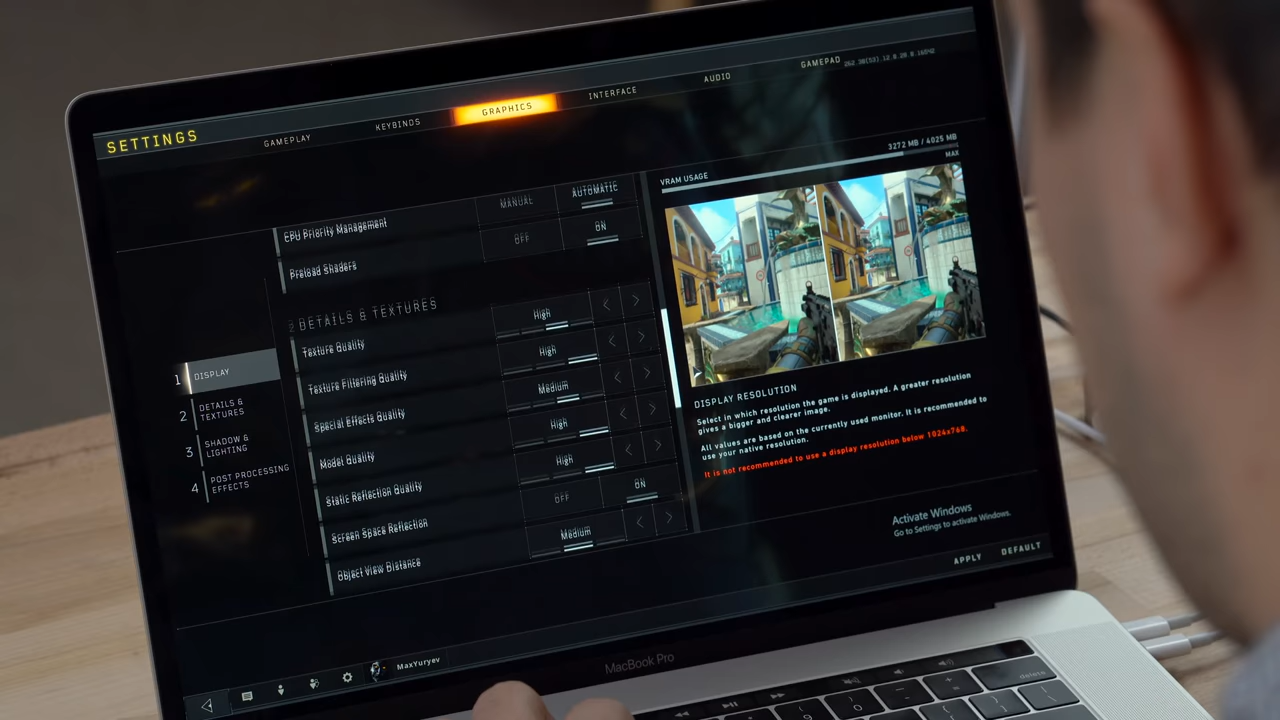 SETTINGS
GAMEPLAY
KEYBINDS
GRAPHICS
INTERFACE
AUDIO
GAMEPAD
CPU Priority Management
MANUAL
AUTOMATIC
Preload Shaders
OFF
ON
2 DETAILS & TEXTURES
Texture Quality
High
Texture Filtering Quality
High
Special Effects Quality
Medium
Model Quality
High
Static Reflection Quality
High
Screen Space Reflection
OFF
ON
Object View Distance
Medium
1 DISPLAY
2 DETAILS &
TEXTURES
3 SHADOW &
LIGHTING
4 POST PROCESSING
EFFECTS
3272 MB / 4025 MB
VRAM USAGE
MAX
DISPLAY RESOLUTION
Select in which resolution the game is displayed. A greater resolution
gives a bigger and clearer image.
All values are based on the currently used monitor. It is recommended to
use your native resolution.
It is not recommended to use a display resolution below 1024x768.
Activate Windows
Go to Settings to activate Windows.
APPLY
DEFAULT
MaxYuryev
MacBook Pro
delete